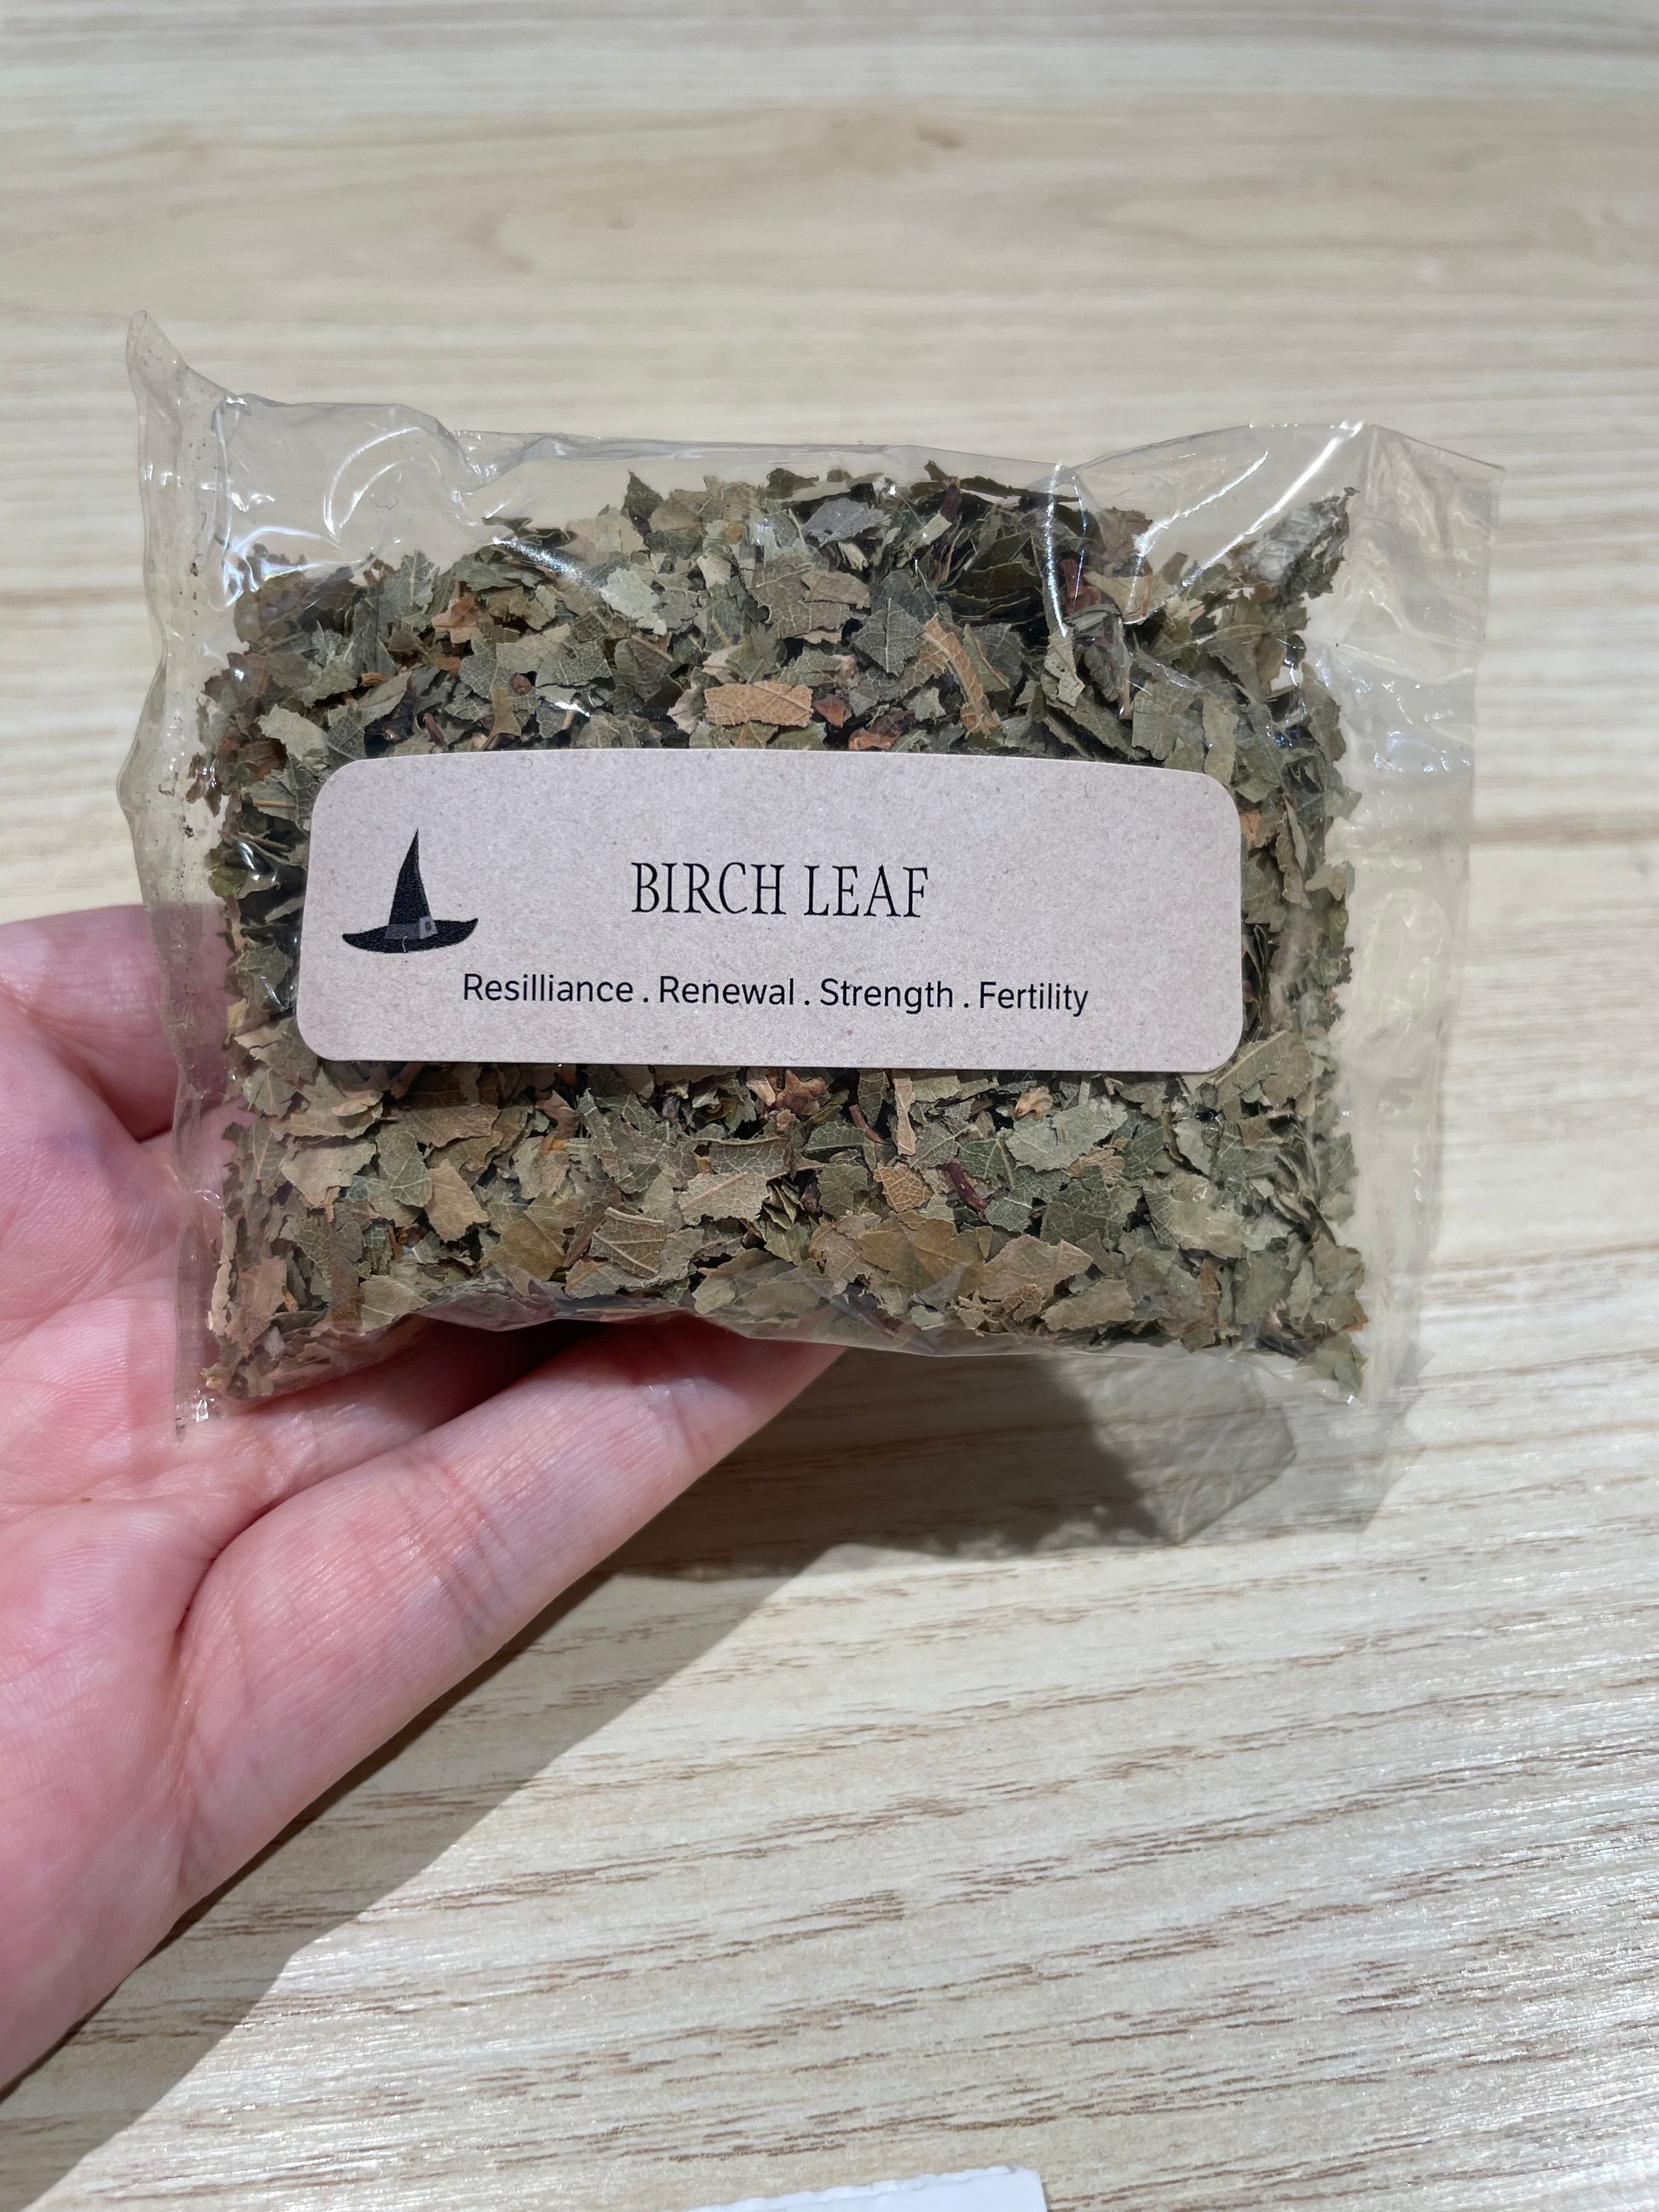 BIRCH LEAF
Resilliance . Renewal . Strength . Fertility